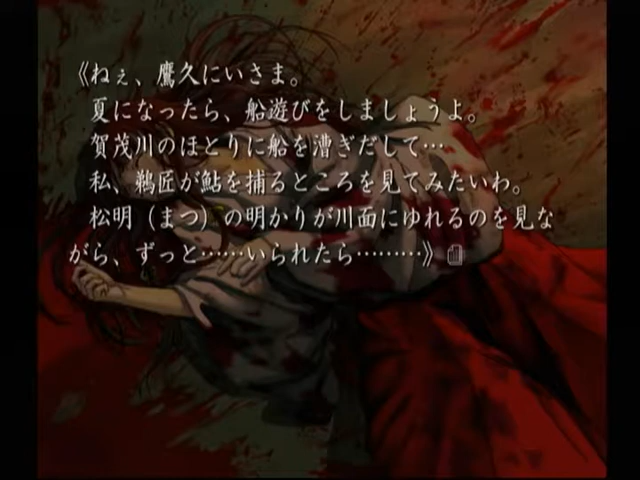 《ねぇ、鷹久にいさま。
夏になったら、船遊びをしましょうよ。
賀茂川のほとりに船を漕ぎだして…
私、鵜匠が鮎を捕るところを見てみたいわ。
松明（まつ）の明かりが川面にゆれるのを見な
がら、ずっと……いられたら………》